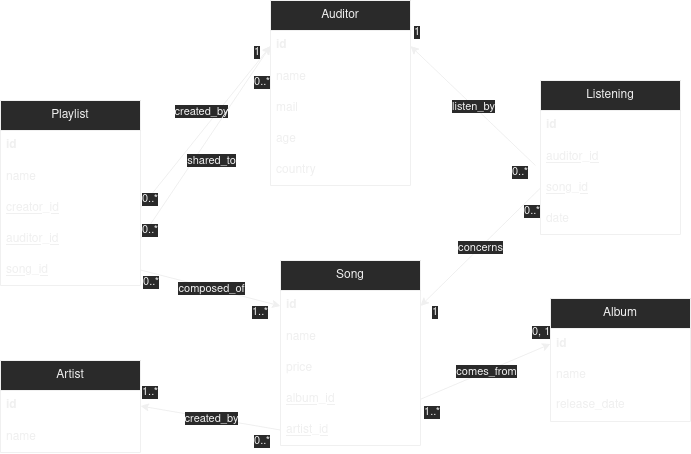 Auditor
id
name
mail
age
country
1
0..*
1
created_by
shared_to
listen_by
Playlist
id
name
creator_id
auditor_id
song_id
0..*
0..*
0..*
Listening
id
auditor_id
song_id
date
0..*
0..*
concerns
composed_of
1..*
1
Song
id
name
price
album_id
artist_id
comes_from
0, 1
1..*
Album
id
name
release_date
Artist
id
name
1..*
created_by
0..*